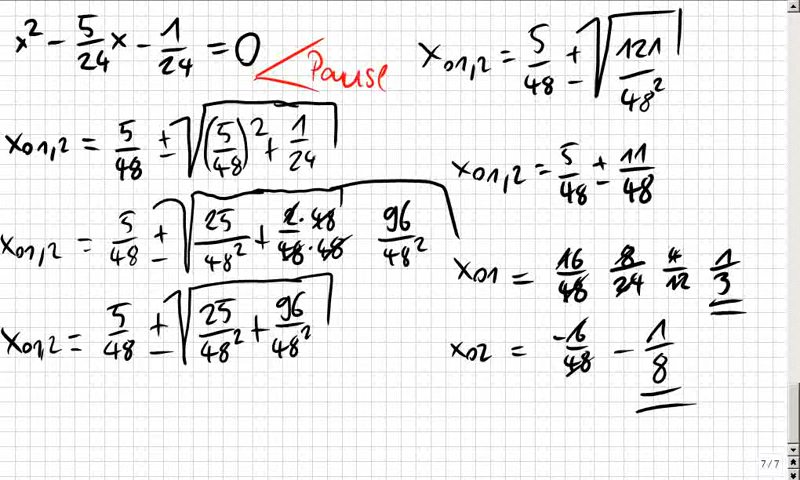 x² - 5/24 x - 1/24 = 0
Pause
x01,2 = 5/48 ± √((5/48)² + 1/24)
x01,2 = 5/48 ± √(25/48² + 2·48/48·48 96/48²
x01,2 = 5/48 ± √(25/48² + 96/48²)
x01,2 = 5/48 ± √(121/48²)
x01,2 = 5/48 ± 11/48
x01 = 16/48 8/24 4/12 1/3
x02 = -6/48 - 1/8
7/7